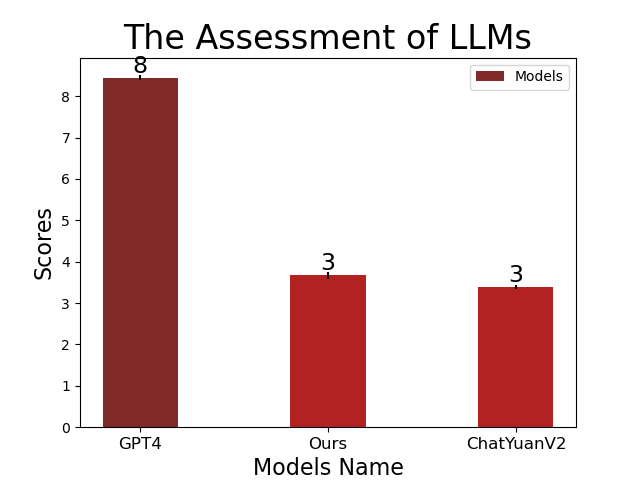 The Assessment of LLMs
8
Models
8
7
6
5
4
3
2
1
0
3
3
Scores
GPT4
Ours
ChatYuanV2
Models Name